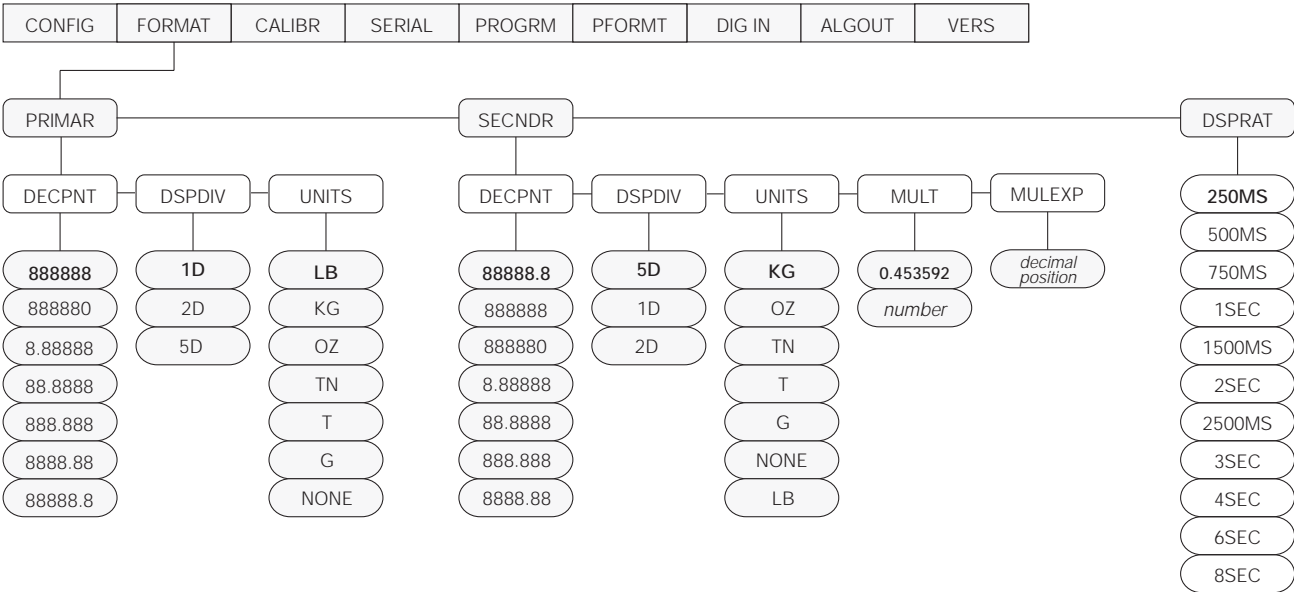 CONFIG FORMAT CALIBR SERIAL PROGRM PFORMT DIG IN ALGOUT VERS
PRIMAR SECNDR DSPRAT
DECPNT DSPDIV UNITS DECPNT DSPDIV UNITS MULT MULEXP 250MS
500MS
888888 1D LB 88888.8 5D KG 0.453592 decimal position 750MS
888880 2D KG 888888 1D OZ number 1SEC
8.88888 5D OZ 888880 2D TN 1500MS
88.8888 TN 8.88888 T 2SEC
888.888 T 88.8888 G 2500MS
8888.88 G 888.888 NONE 3SEC
88888.8 NONE 8888.88 LB 4SEC
6SEC
8SEC